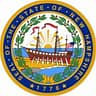 SEAL · OF · THE · STATE · OF · NEW · HAMPSHIRE
1776